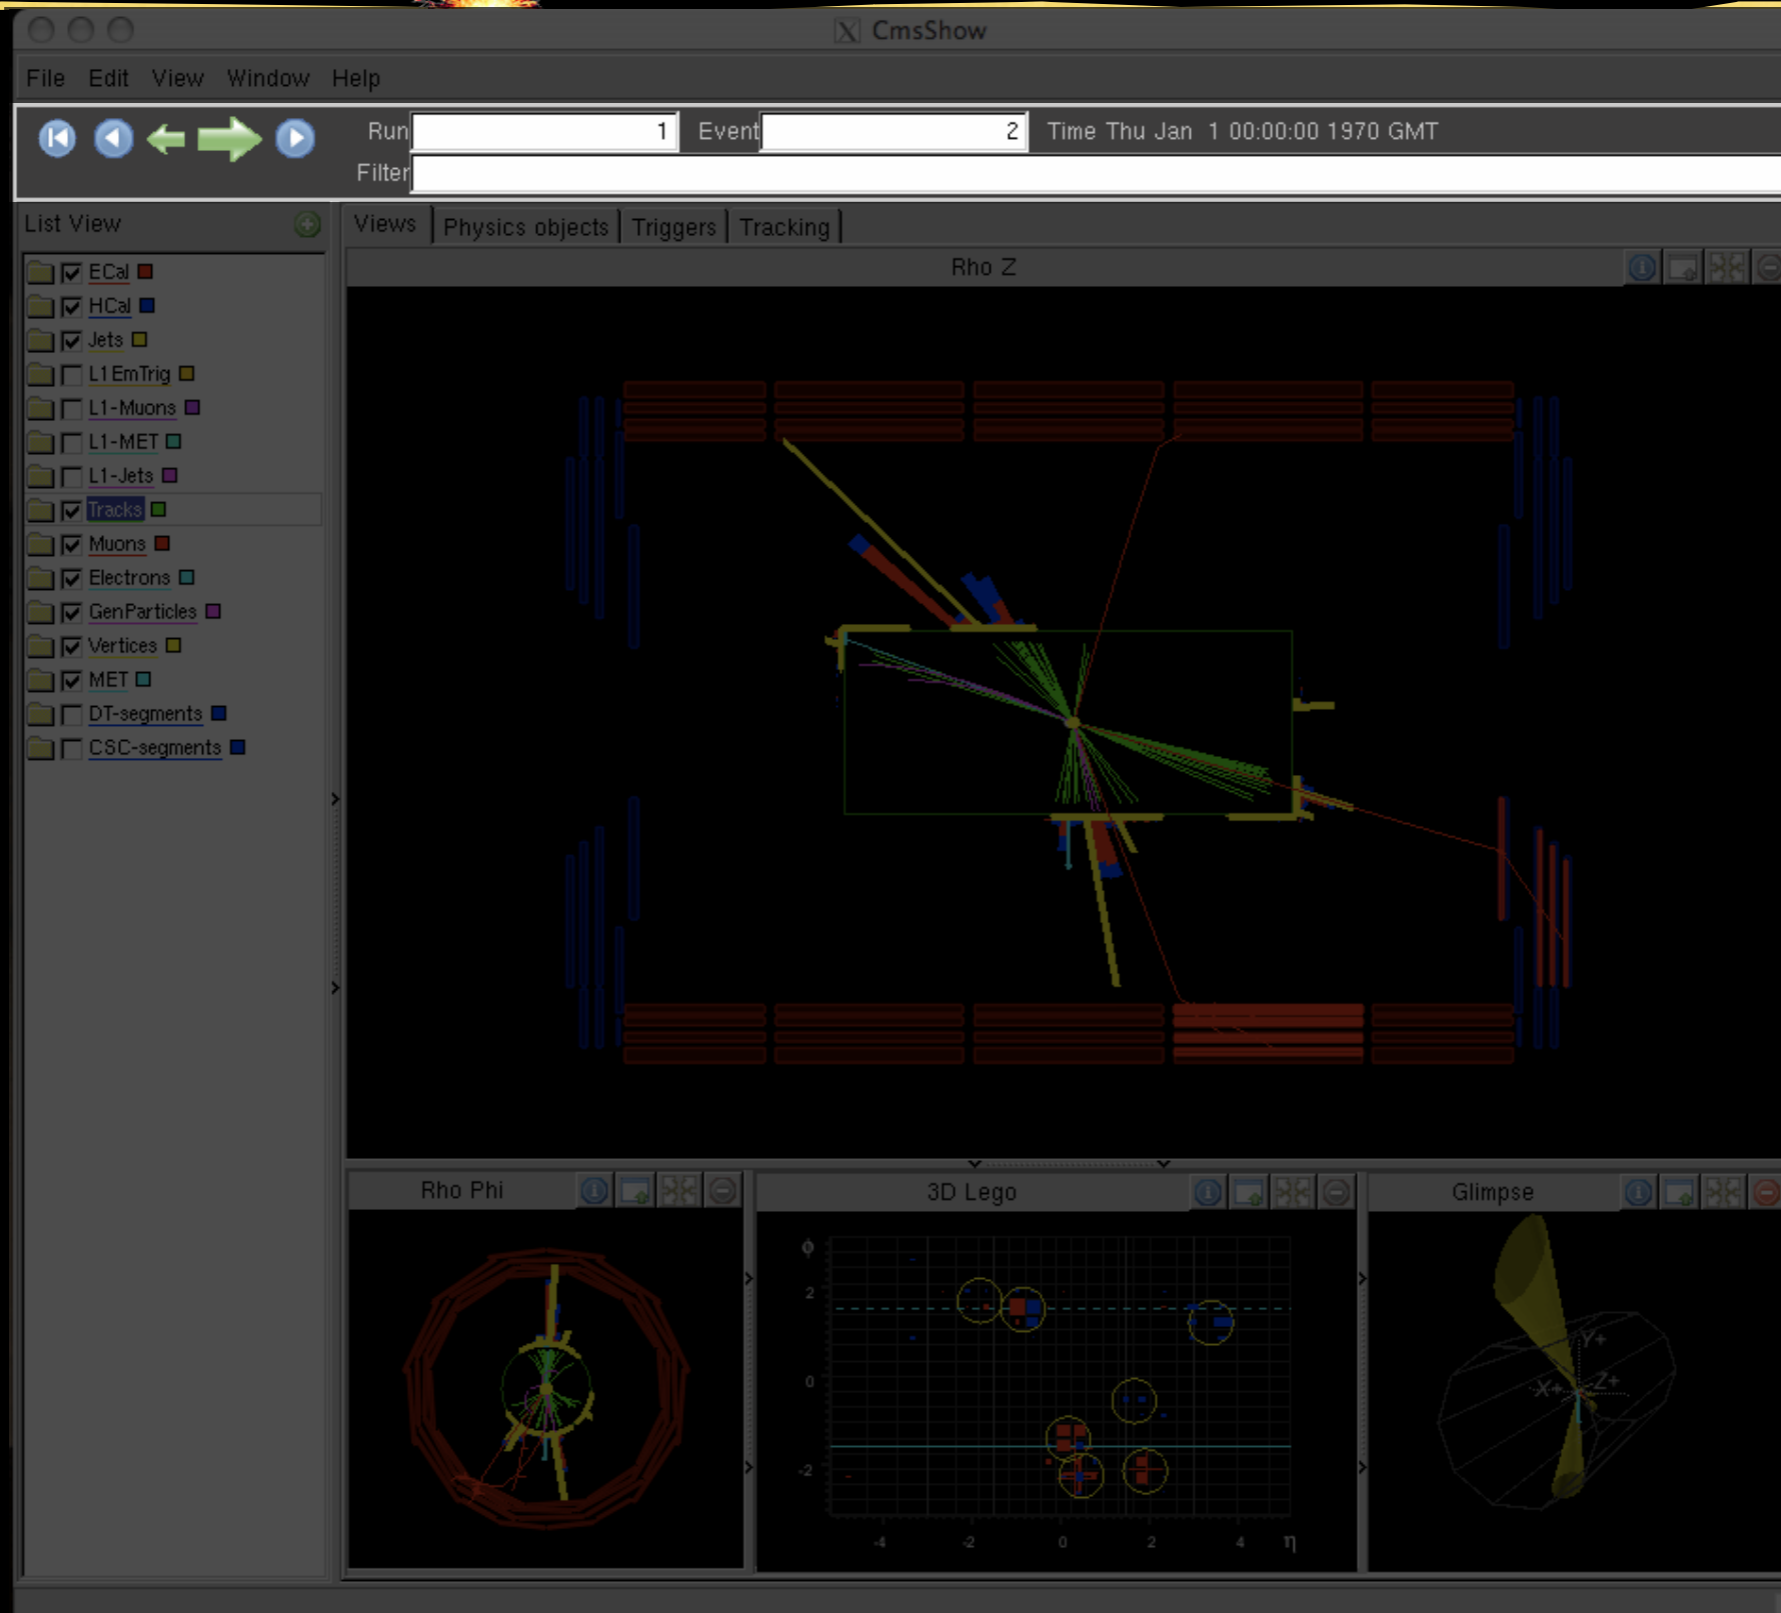 CmsShow
File Edit View Window Help
Run 1 Event 2 Time Thu Jan 1 00:00:00 1970 GMT
Filter
List View
Views Physics objects Triggers Tracking
Rho Z
ECal
HCal
Jets
L1EmTrig
L1-Muons
L1-MET
L1-Jets
Tracks
Muons
Electrons
GenParticles
Vertices
MET
DT-segments
CSC-segments
Rho Phi
3D Lego
ϕ
2
0
-2
-4 -2 0 2 4 η
Glimpse
Y+
X+ Z+